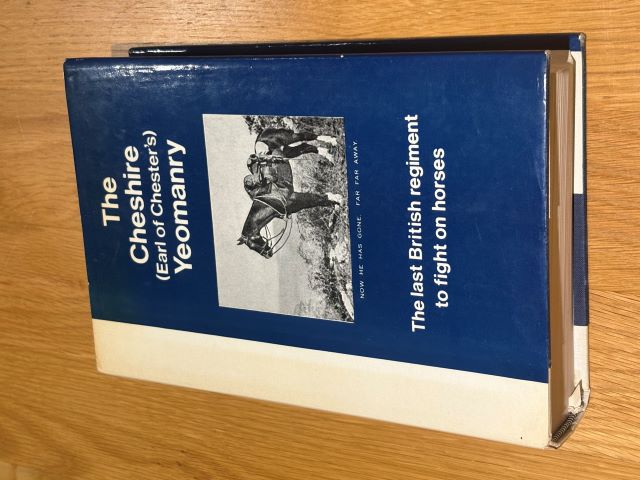 The
Cheshire
(Earl of Chester's)
Yeomanry
NOW HE HAS GONE. FAR FAR AWAY.
The last British regiment
to fight on horses